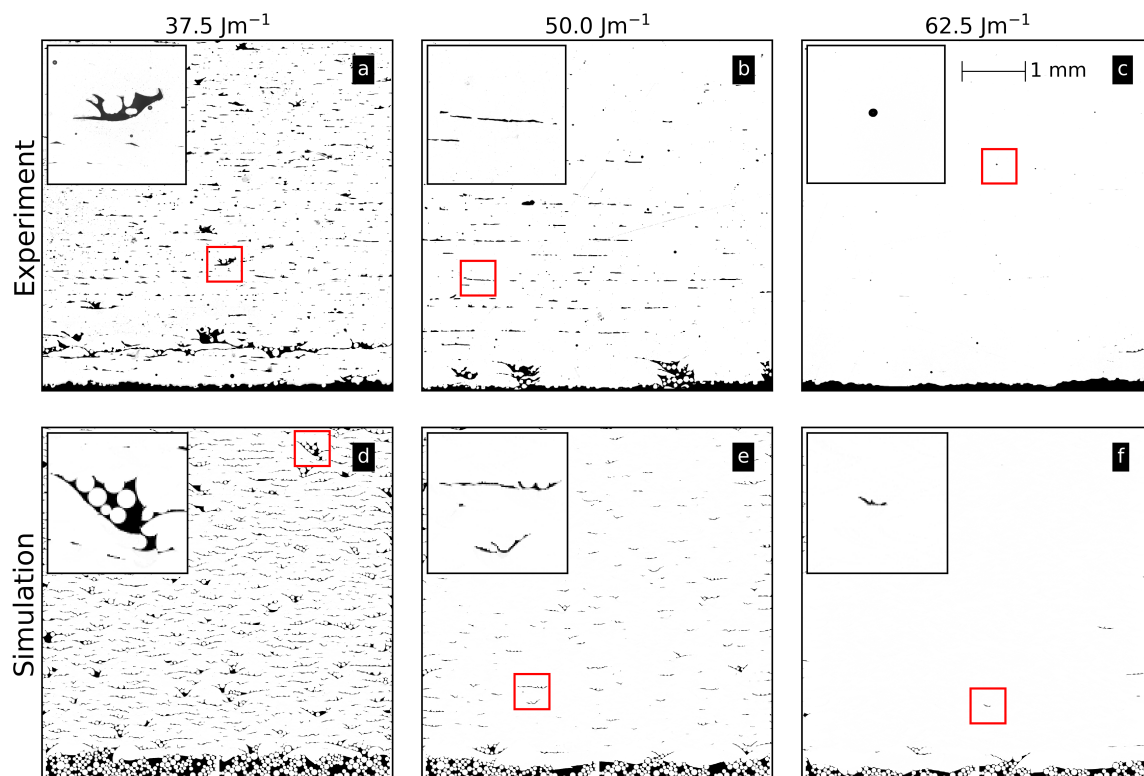 37.5 Jm⁻¹ 50.0 Jm⁻¹ 62.5 Jm⁻¹
Experiment
a b 1 mm c
Simulation
d e f